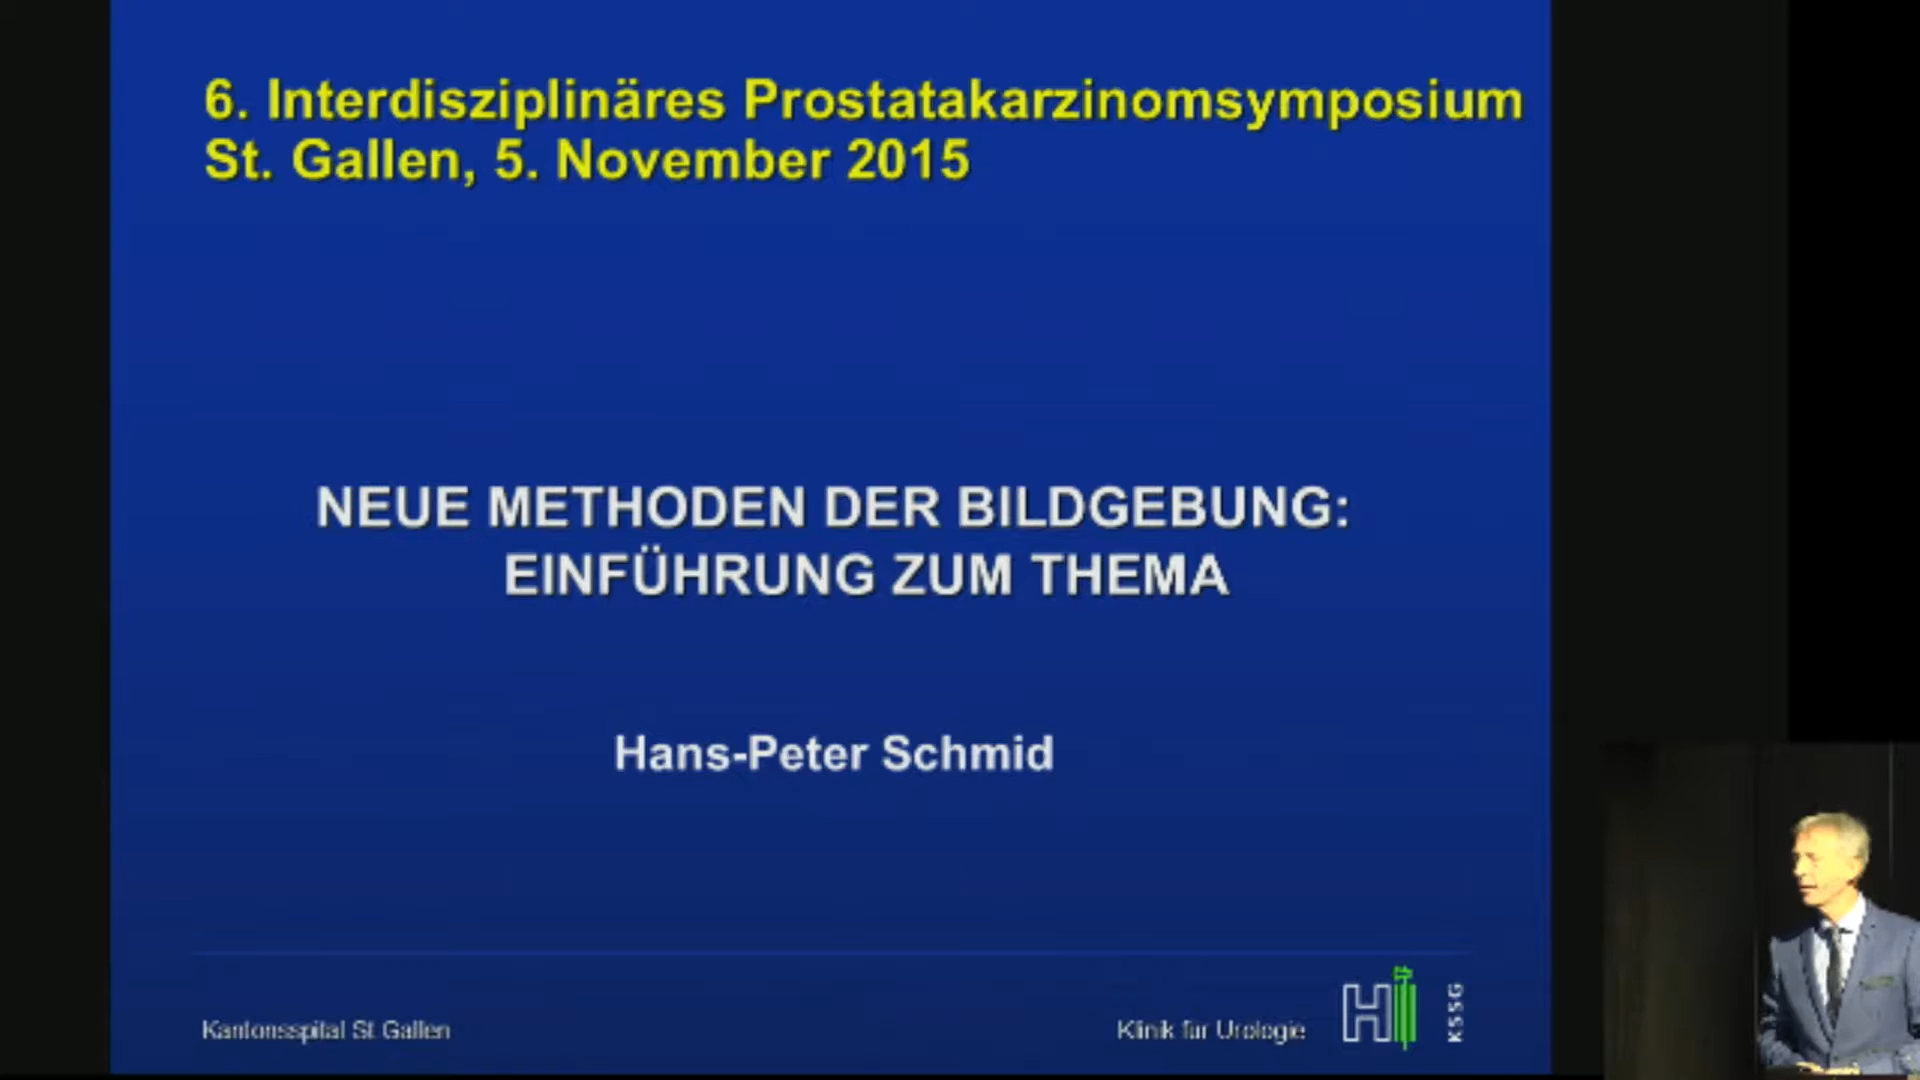 6. Interdisziplinäres Prostatakarzinomsymposium
St. Gallen, 5. November 2015
NEUE METHODEN DER BILDGEBUNG:
EINFÜHRUNG ZUM THEMA
Hans-Peter Schmid
Kantonsspital St Gallen
Klinik für Urologie
KSSG